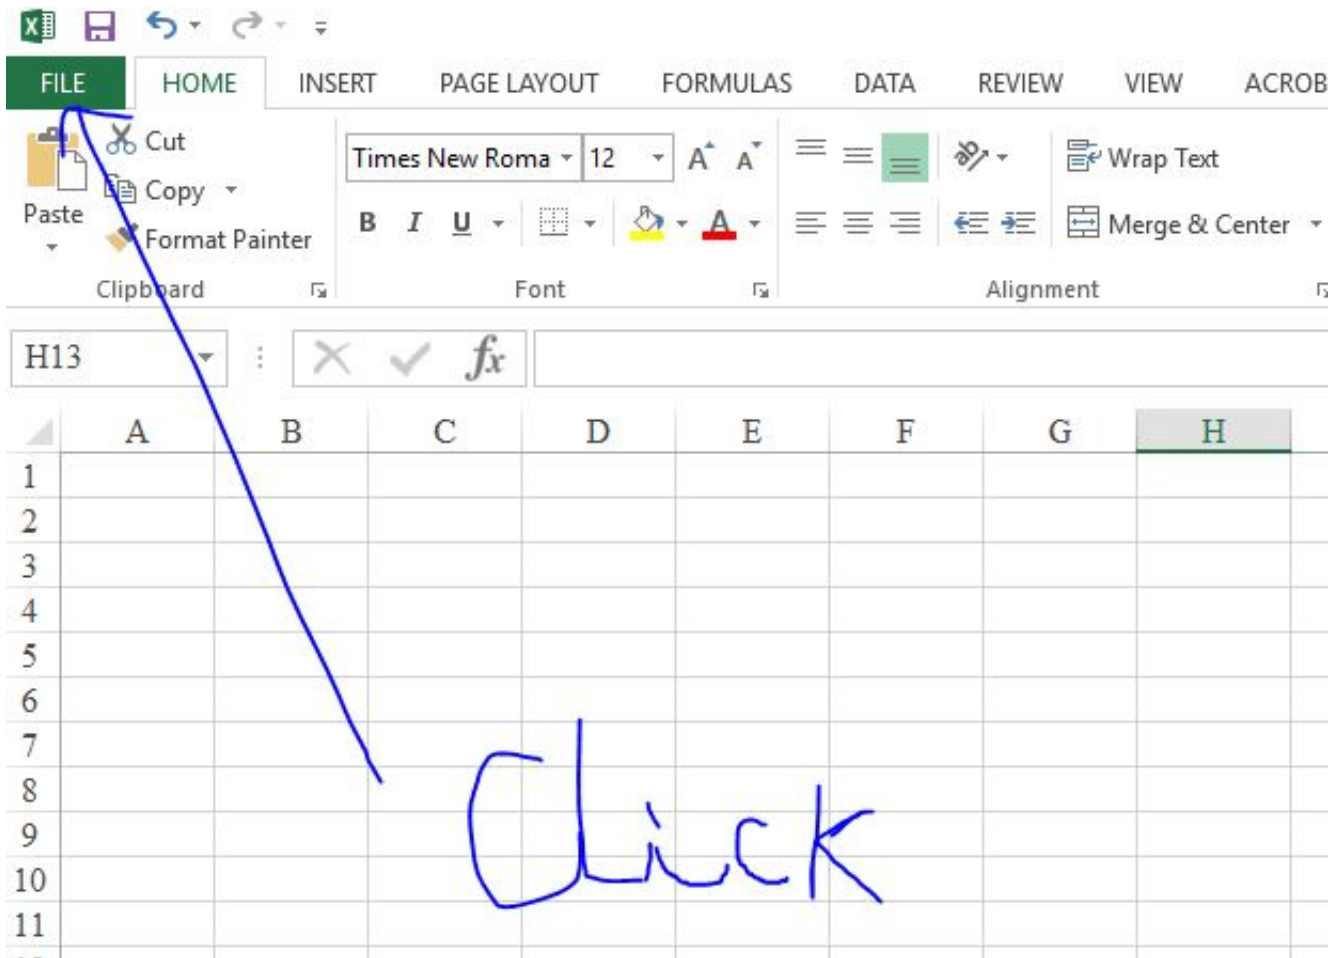 FILE HOME INSERT PAGE LAYOUT FORMULAS DATA REVIEW VIEW ACROB
Cut
Copy
Format Painter
Paste
Clipboard
Times New Roma 12 A A
B I U A
Font
Wrap Text
Merge & Center
Alignment
H13 fx
A B C D E F G H
1
2
3
4
5
6
7
8
9
10
11
Click